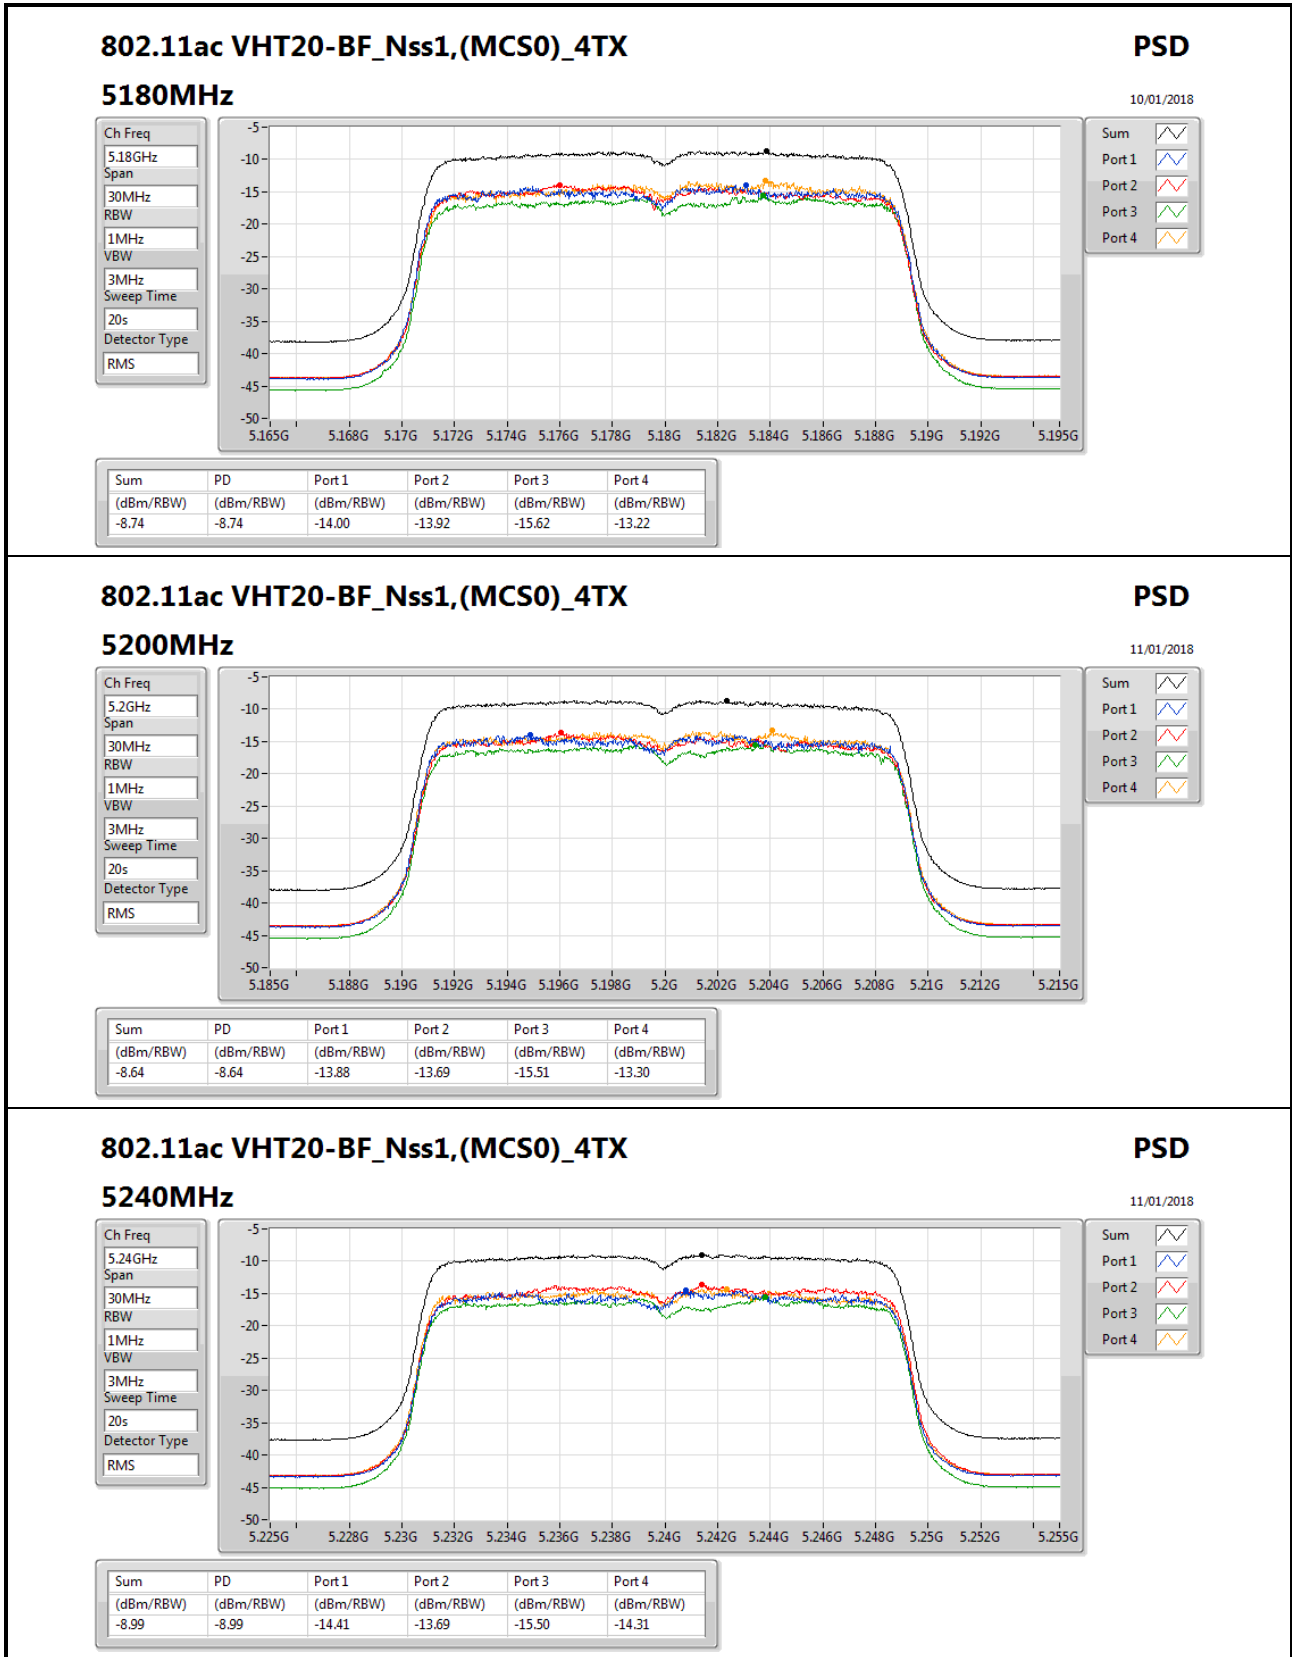 802.11ac VHT20-BF_Nss1,(MCS0)_4TX PSD
5180MHz 10/01/2018
Ch Freq
5.18GHz
Span
30MHz
RBW
1MHz
VBW
3MHz
Sweep Time
20s
Detector Type
RMS
-5
-10
-15
-20
-25
-30
-35
-40
-45
-50
5.165G 5.168G 5.17G 5.172G 5.174G 5.176G 5.178G 5.18G 5.182G 5.184G 5.186G 5.188G 5.19G 5.192G 5.195G
Sum
Port 1
Port 2
Port 3
Port 4
Sum PD Port 1 Port 2 Port 3 Port 4
(dBm/RBW) (dBm/RBW) (dBm/RBW) (dBm/RBW) (dBm/RBW) (dBm/RBW)
-8.74 -8.74 -14.00 -13.92 -15.62 -13.22
802.11ac VHT20-BF_Nss1,(MCS0)_4TX PSD
5200MHz 11/01/2018
Ch Freq
5.2GHz
Span
30MHz
RBW
1MHz
VBW
3MHz
Sweep Time
20s
Detector Type
RMS
-5
-10
-15
-20
-25
-30
-35
-40
-45
-50
5.185G 5.188G 5.19G 5.192G 5.194G 5.196G 5.198G 5.2G 5.202G 5.204G 5.206G 5.208G 5.21G 5.212G 5.215G
Sum
Port 1
Port 2
Port 3
Port 4
Sum PD Port 1 Port 2 Port 3 Port 4
(dBm/RBW) (dBm/RBW) (dBm/RBW) (dBm/RBW) (dBm/RBW) (dBm/RBW)
-8.64 -8.64 -13.88 -13.69 -15.51 -13.30
802.11ac VHT20-BF_Nss1,(MCS0)_4TX PSD
5240MHz 11/01/2018
Ch Freq
5.24GHz
Span
30MHz
RBW
1MHz
VBW
3MHz
Sweep Time
20s
Detector Type
RMS
-5
-10
-15
-20
-25
-30
-35
-40
-45
-50
5.225G 5.228G 5.23G 5.232G 5.234G 5.236G 5.238G 5.24G 5.242G 5.244G 5.246G 5.248G 5.25G 5.252G 5.255G
Sum
Port 1
Port 2
Port 3
Port 4
Sum PD Port 1 Port 2 Port 3 Port 4
(dBm/RBW) (dBm/RBW) (dBm/RBW) (dBm/RBW) (dBm/RBW) (dBm/RBW)
-8.99 -8.99 -14.41 -13.69 -15.50 -14.31